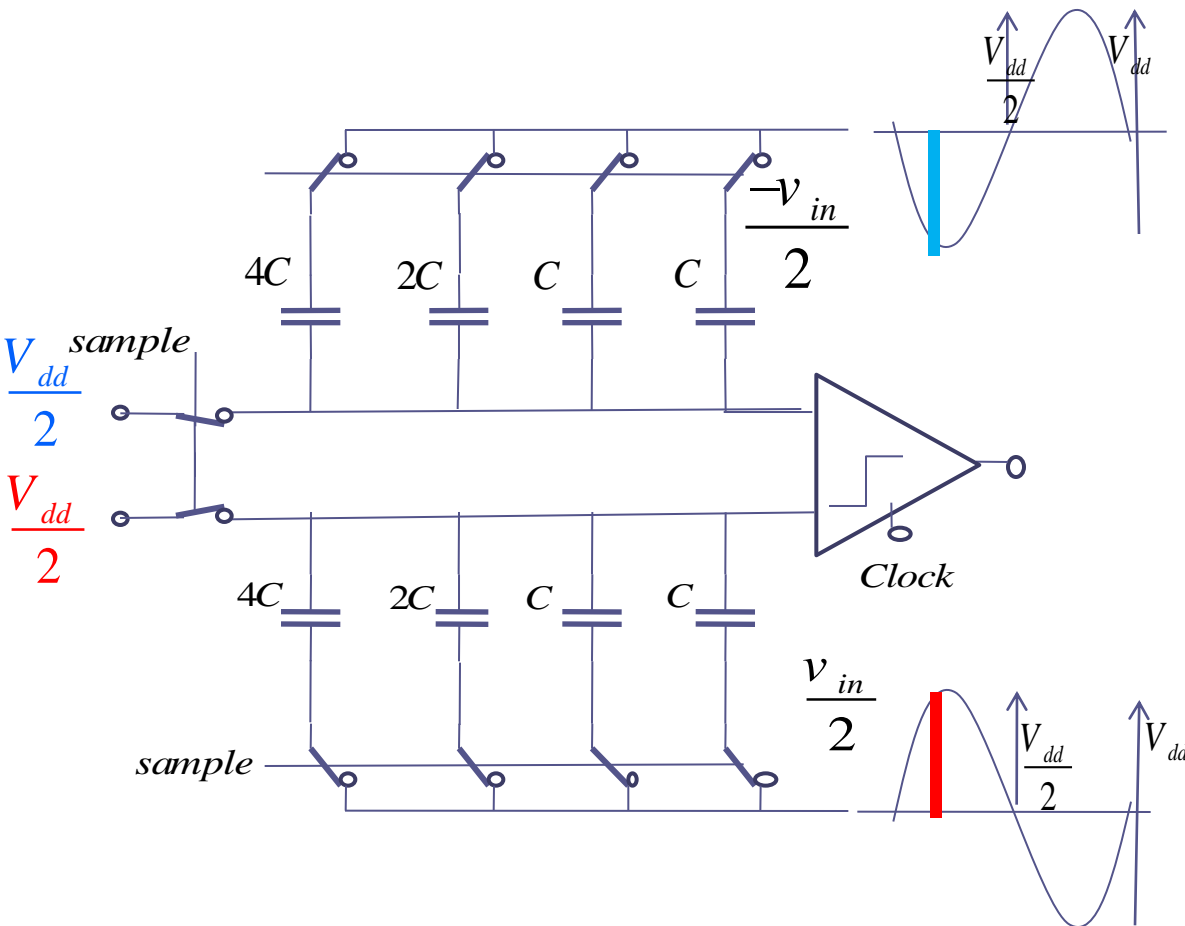 V_dd/2
V_dd
-v_in/2
4C 2C C C
sample
V_dd/2
V_dd/2
Clock
4C 2C C C
v_in/2
sample
V_dd/2
V_dd